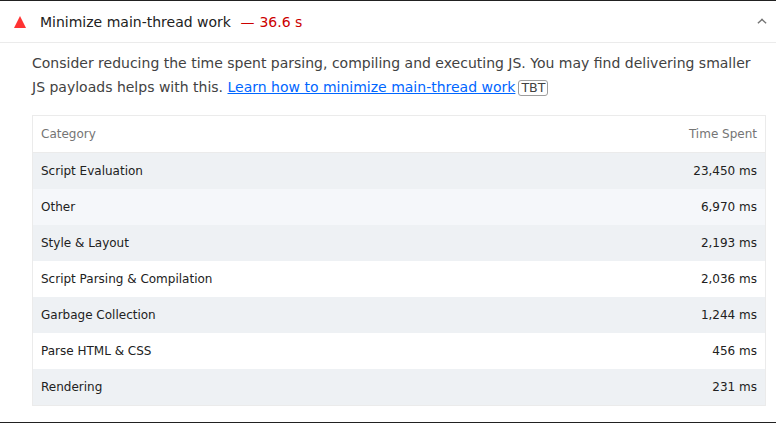 Minimize main-thread work — 36.6 s
Consider reducing the time spent parsing, compiling and executing JS. You may find delivering smaller
JS payloads helps with this. Learn how to minimize main-thread work TBT
Category Time Spent
Script Evaluation 23,450 ms
Other 6,970 ms
Style & Layout 2,193 ms
Script Parsing & Compilation 2,036 ms
Garbage Collection 1,244 ms
Parse HTML & CSS 456 ms
Rendering 231 ms